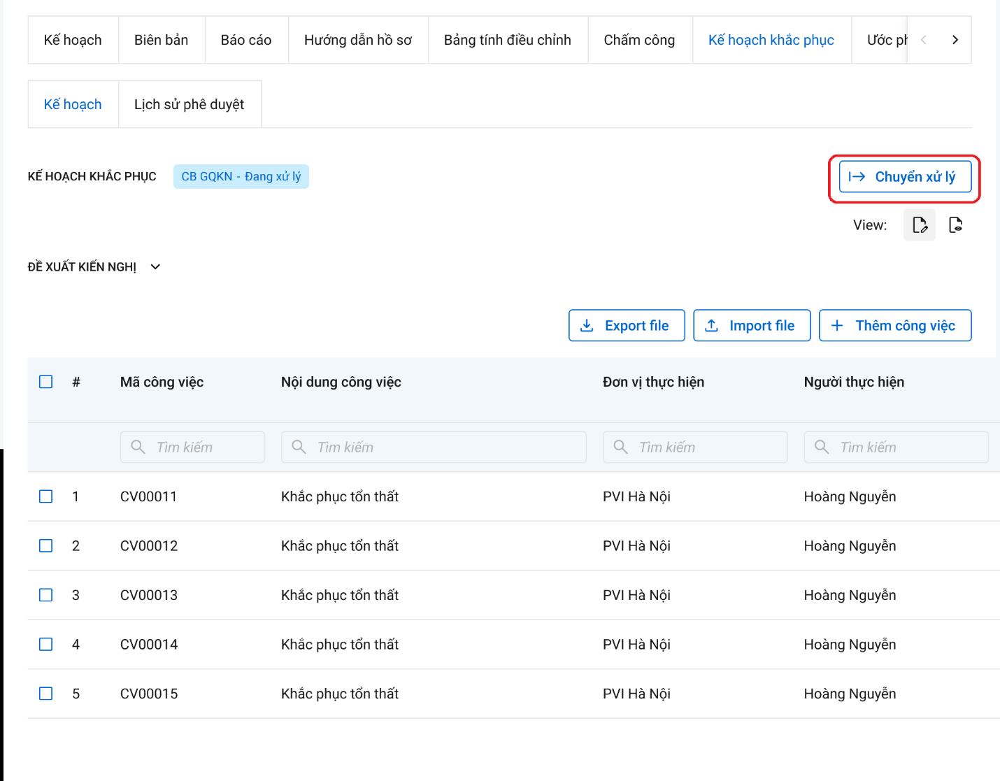 Kế hoạch Biên bản Báo cáo Hướng dẫn hồ sơ Bảng tính điều chỉnh Chấm công Kế hoạch khắc phục Ước
Kế hoạch Lịch sử phê duyệt
KẾ HOẠCH KHẮC PHỤC CB GQKN - Đang xử lý Chuyển xử lý
View:
ĐỀ XUẤT KIẾN NGHỊ
Export file Import file Thêm công việc
# Mã công việc Nội dung công việc Đơn vị thực hiện Người thực hiện
Tìm kiếm Tìm kiếm Tìm kiếm Tìm kiếm
1 CV00011 Khắc phục tổn thất PVI Hà Nội Hoàng Nguyễn
2 CV00012 Khắc phục tổn thất PVI Hà Nội Hoàng Nguyễn
3 CV00013 Khắc phục tổn thất PVI Hà Nội Hoàng Nguyễn
4 CV00014 Khắc phục tổn thất PVI Hà Nội Hoàng Nguyễn
5 CV00015 Khắc phục tổn thất PVI Hà Nội Hoàng Nguyễn